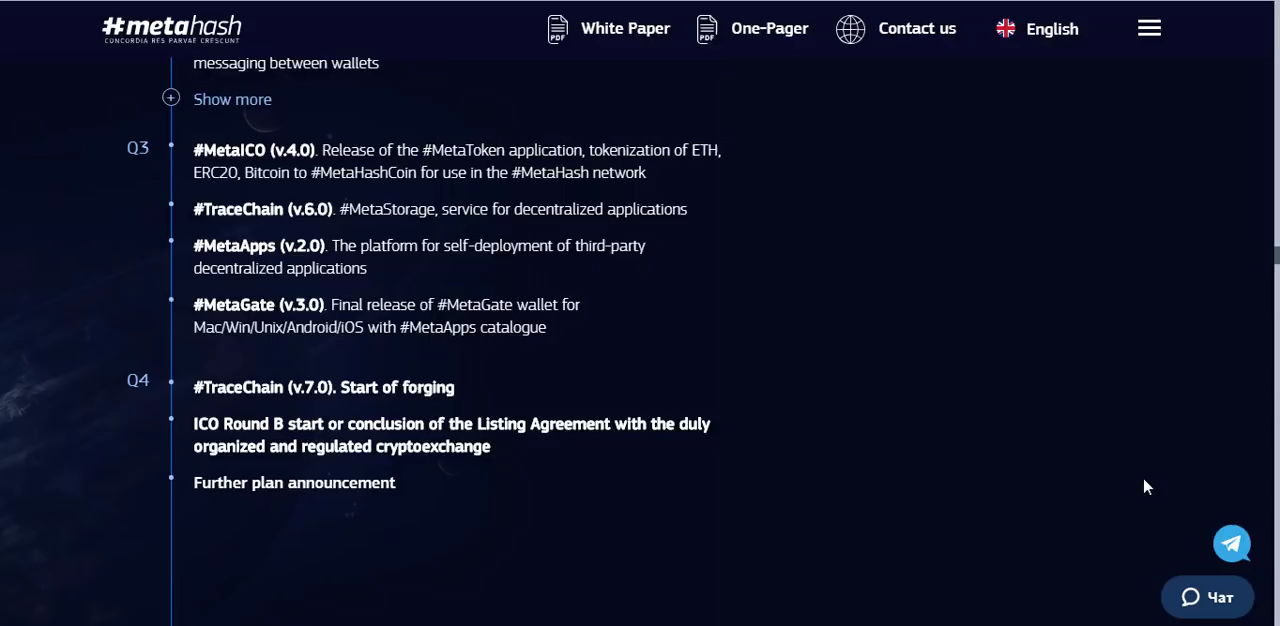 #metahash
CONCORDIA RES PARVAE CRESCUNT
PDF White Paper
PDF One-Pager
Contact us
English
messaging between wallets
Show more
Q3
#MetaICO (v.4.0). Release of the #MetaToken application, tokenization of ETH,
ERC20, Bitcoin to #MetaHashCoin for use in the #MetaHash network
#TraceChain (v.6.0). #MetaStorage, service for decentralized applications
#MetaApps (v.2.0). The platform for self-deployment of third-party
decentralized applications
#MetaGate (v.3.0). Final release of #MetaGate wallet for
Mac/Win/Unix/Android/iOS with #MetaApps catalogue
Q4
#TraceChain (v.7.0). Start of forging
ICO Round B start or conclusion of the Listing Agreement with the duly
organized and regulated cryptoexchange
Further plan announcement
Чат